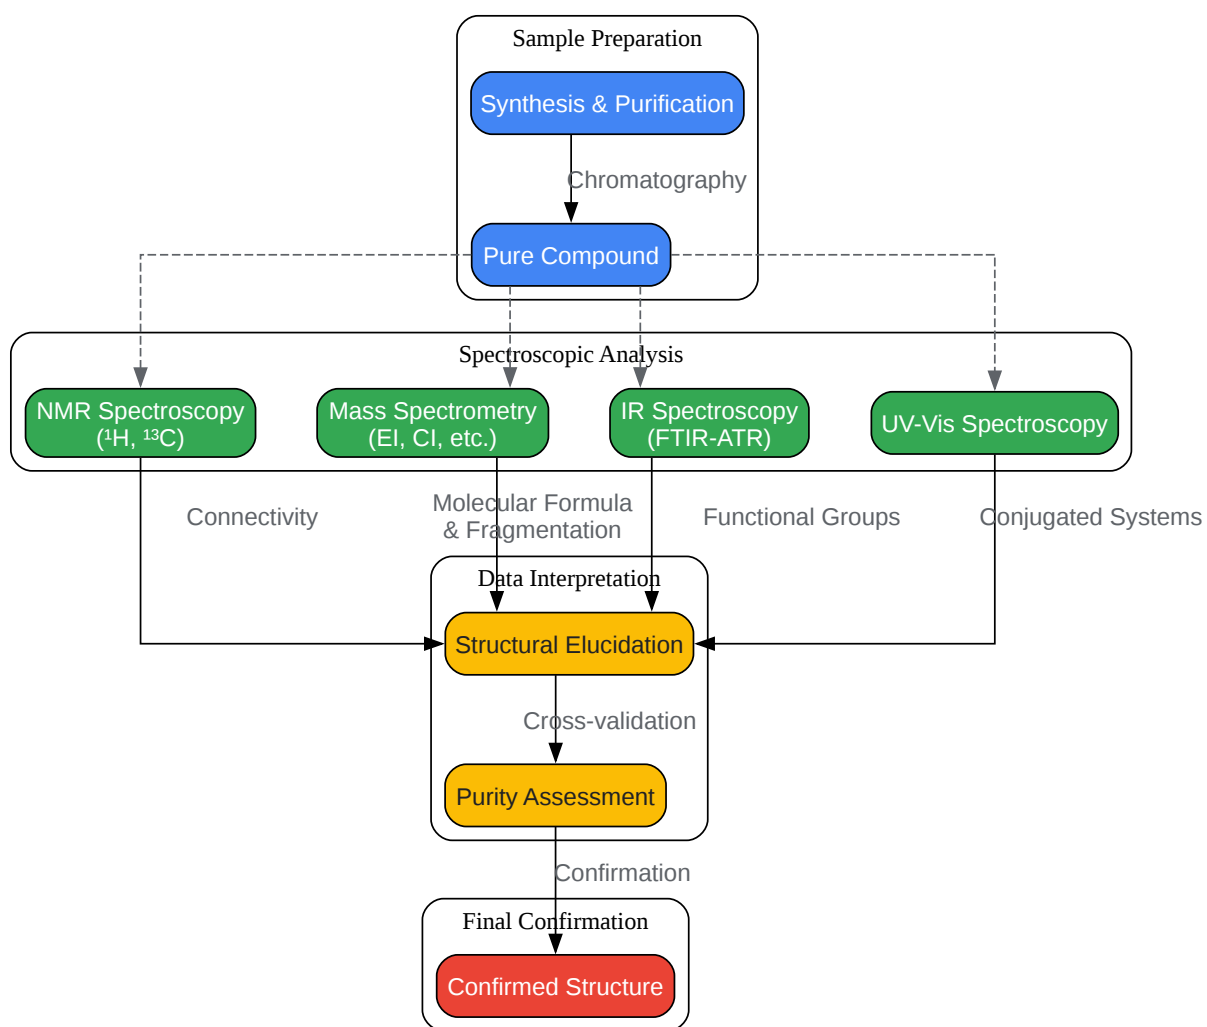 Sample Preparation
Synthesis & Purification
Chromatography
Pure Compound
Spectroscopic Analysis
NMR Spectroscopy
(¹H, ¹³C)
Mass Spectrometry
(EI, CI, etc.)
IR Spectroscopy
(FTIR-ATR)
UV-Vis Spectroscopy
Connectivity
Molecular Formula
& Fragmentation
Functional Groups
Conjugated Systems
Data Interpretation
Structural Elucidation
Cross-validation
Purity Assessment
Confirmation
Final Confirmation
Confirmed Structure